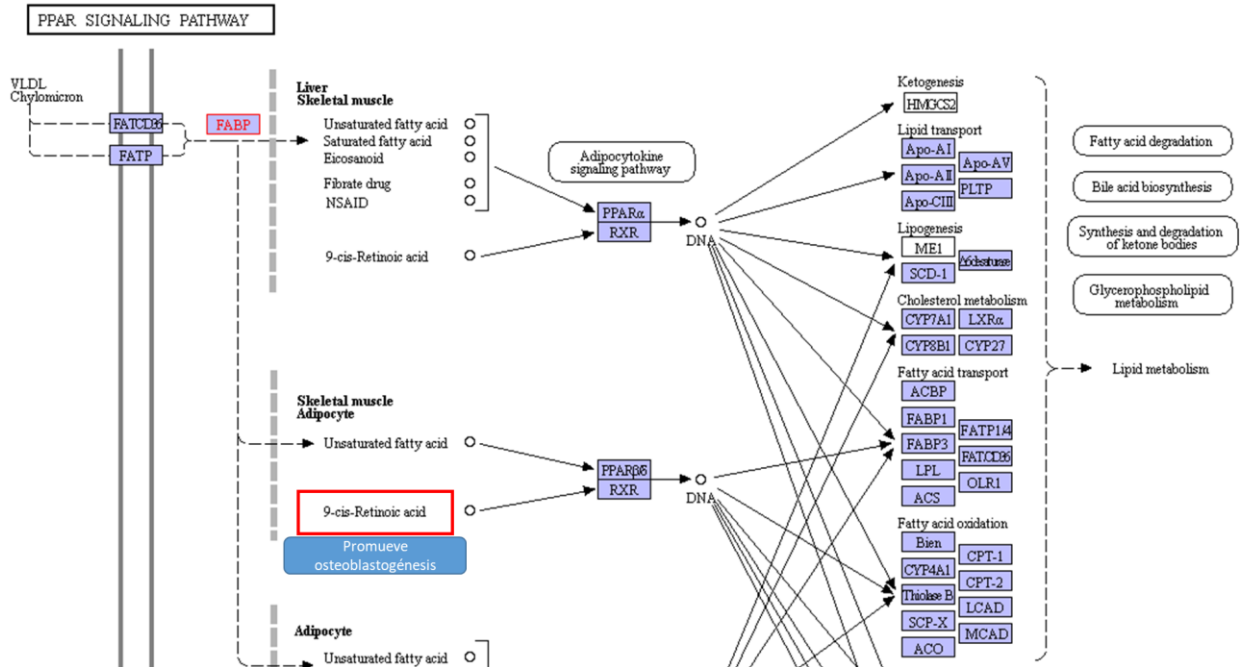 PPAR SIGNALING PATHWAY
VLDL
Chylomicron
FATCD36
FATP
FABP
Liver
Skeletal muscle
Unsaturated fatty acid
Saturated fatty acid
Eicosanoid
Fibrate drug
NSAID
9-cis-Retinoic acid
Adipocytokine
signaling pathway
PPARα
RXR
DNA
Skeletal muscle
Adipocyte
Unsaturated fatty acid
9-cis-Retinoic acid
Promueve
osteoblastogénesis
PPARβ/δ
RXR
DNA
Adipocyte
Unsaturated fatty acid
Ketogenesis
HMGCS2
Lipid transport
Apo-AI
Apo-AV
Apo-AII
PLTP
Apo-CIII
Lipogenesis
ME1
Δ6desaturase
SCD-1
Cholesterol metabolism
CYP7A1
LXRα
CYP8B1
CYP27
Fatty acid transport
ACBP
FABP1
FATP1/4
FABP3
FATCD36
LPL
OLR1
ACS
Fatty acid oxidation
Bien
CPT-1
CYP4A1
CPT-2
Thiolase B
LCAD
SCP-X
MCAD
ACO
Fatty acid degradation
Bile acid biosynthesis
Synthesis and degradation
of ketone bodies
Glycerophospholipid
metabolism
Lipid metabolism